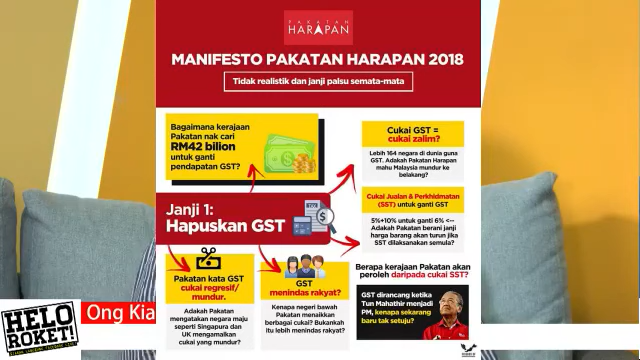 PAKATAN
HARAPAN
MANIFESTO PAKATAN HARAPAN 2018
Tidak realistik dan janji palsu semata-mata
Bagaimana kerajaan
Pakatan nak cari
RM42 bilion
untuk ganti
pendapatan GST?
Cukai GST =
cukai zalim?
Lebih 164 negara di dunia guna
GST. Adakah Pakatan Harapan
mahu Malaysia mundur ke
belakang?
Janji 1:
Hapuskan GST
TAX
Cukai Jualan & Perkhidmatan
(SST) untuk ganti GST
5%+10% untuk ganti 6% <--
Adakah Pakatan berani janji
harga barang akan turun jika
SST dilaksanakan semula?
Pakatan kata GST
cukai regresif/
mundur.
Adakah Pakatan
mengatakan negara maju
seperti Singapura dan
UK mengamalkan
cukai yang mundur?
GST
menindas rakyat?
Kenapa negeri bawah
Pakatan menaikkan
berbagai cukai? Bukankah
itu lebih menindas rakyat?
Berapa kerajaan Pakatan akan
peroleh daripada cukai SST?
GST dirancang ketika
Tun Mahathir menjadi
PM, kenapa sekarang
baru tak setuju?
HELO
ROKET!
Ong Kia